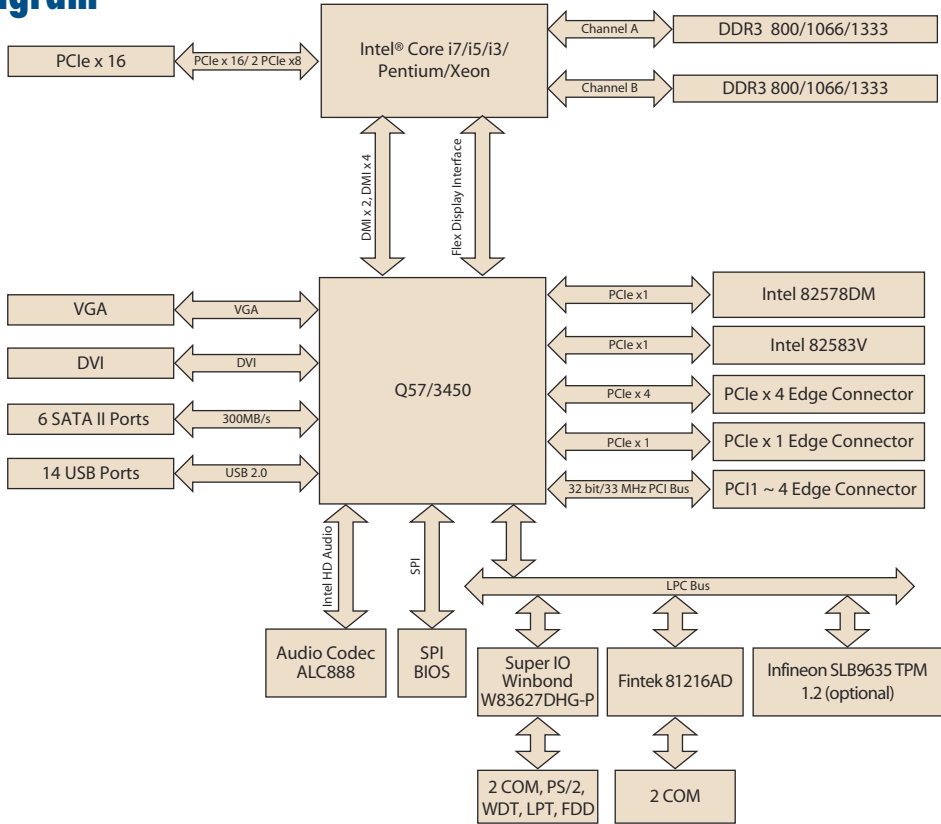 PCIe x 16
PCIe x 16/ 2 PCIe x8
Intel® Core i7/i5/i3/
Pentium/Xeon
Channel A
DDR3 800/1066/1333
Channel B
DDR3 800/1066/1333
DMI x 2, DMI x 4
Flex Display Interface
VGA
VGA
DVI
DVI
6 SATA II Ports
300MB/s
14 USB Ports
USB 2.0
Q57/3450
PCIe x1
Intel 82578DM
PCIe x1
Intel 82583V
PCIe x 4
PCIe x 4 Edge Connector
PCIe x 1
PCIe x 1 Edge Connector
32 bit/33 MHz PCI Bus
PCI1 ~ 4 Edge Connector
Intel HD Audio
SPI
LPC Bus
Audio Codec
ALC888
SPI
BIOS
Super IO
Winbond
W83627DHG-P
Fintek 81216AD
Infineon SLB9635 TPM
1.2 (optional)
2 COM, PS/2,
WDT, LPT, FDD
2 COM